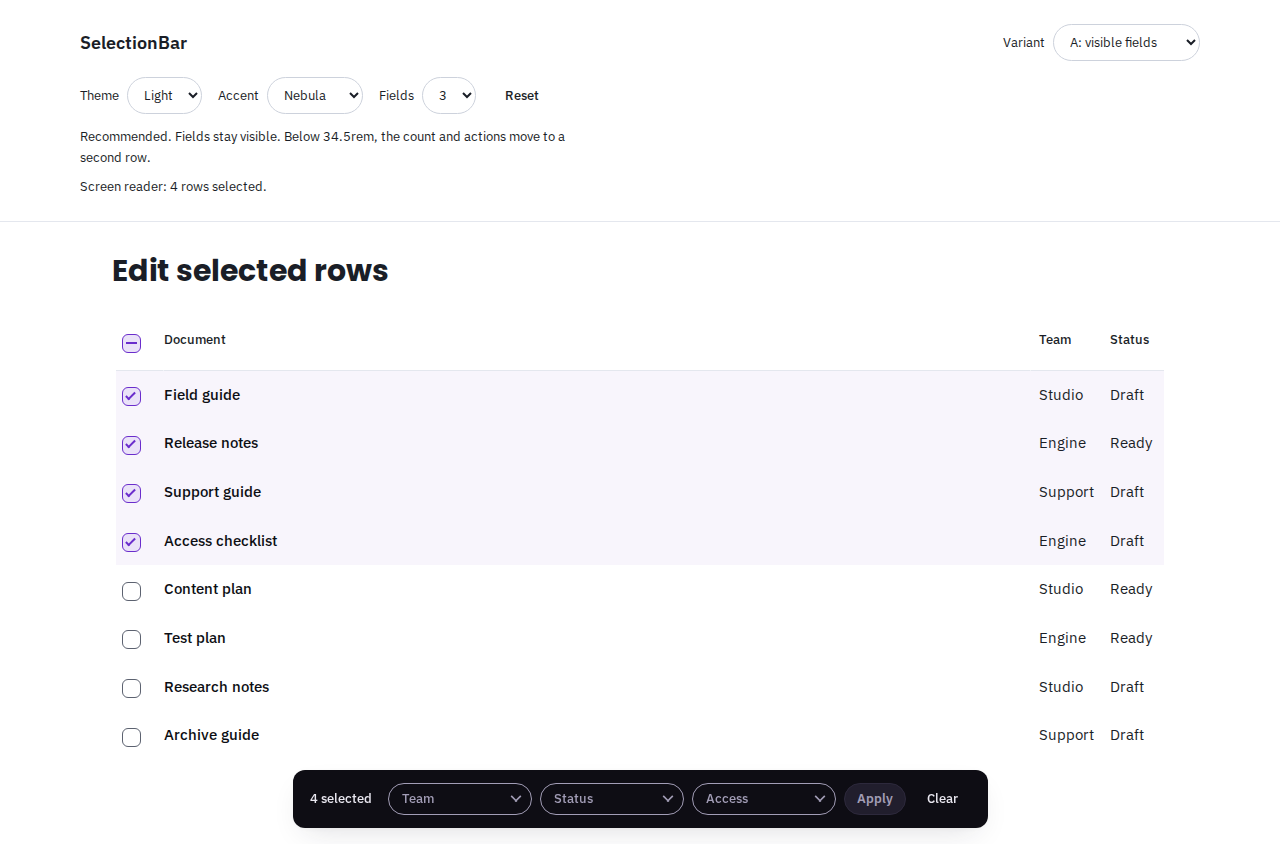 SelectionBar
Variant A: visible fields
Theme Light Accent Nebula Fields 3 Reset
Recommended. Fields stay visible. Below 34.5rem, the count and actions move to a
second row.
Screen reader: 4 rows selected.
Edit selected rows
Document Team Status
Field guide Studio Draft
Release notes Engine Ready
Support guide Support Draft
Access checklist Engine Draft
Content plan Studio Ready
Test plan Engine Ready
Research notes Studio Draft
Archive guide Support Draft
4 selected Team Status Access Apply Clear